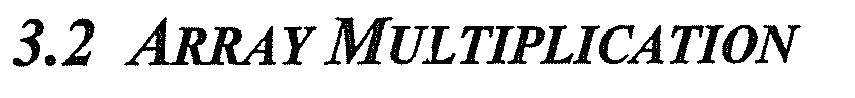 3.2 ARRAY MULTIPLICATION